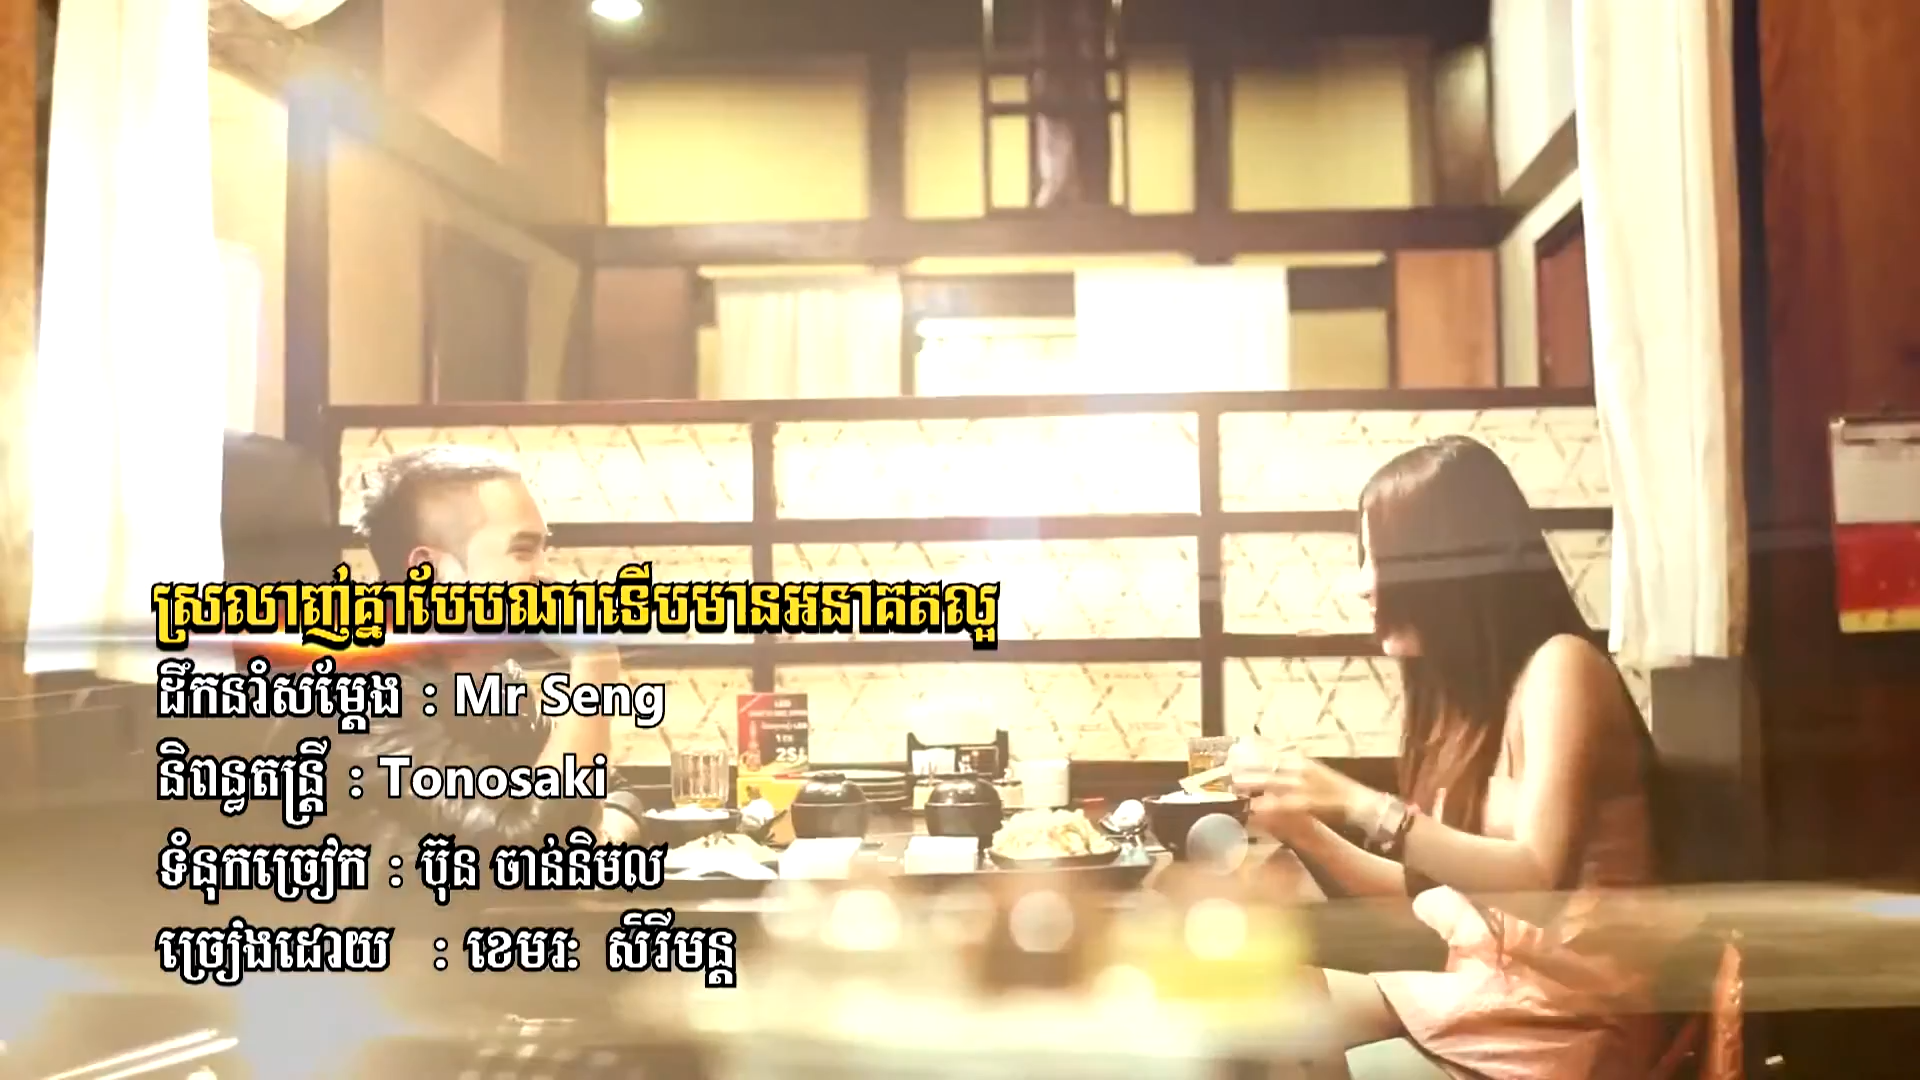 ស្រលាញ់គ្នាបែបណាទើបមានអនាគតល្អ
ដឹកនាំសម្តែង : Mr Seng
និពន្ធតន្ត្រី : Tonosaki
ទំនុកច្រៀក : ប៊ុន ចាន់និមល
ច្រៀងដោយ : ខេមរៈ ស៊ីរីមន្ត
2$